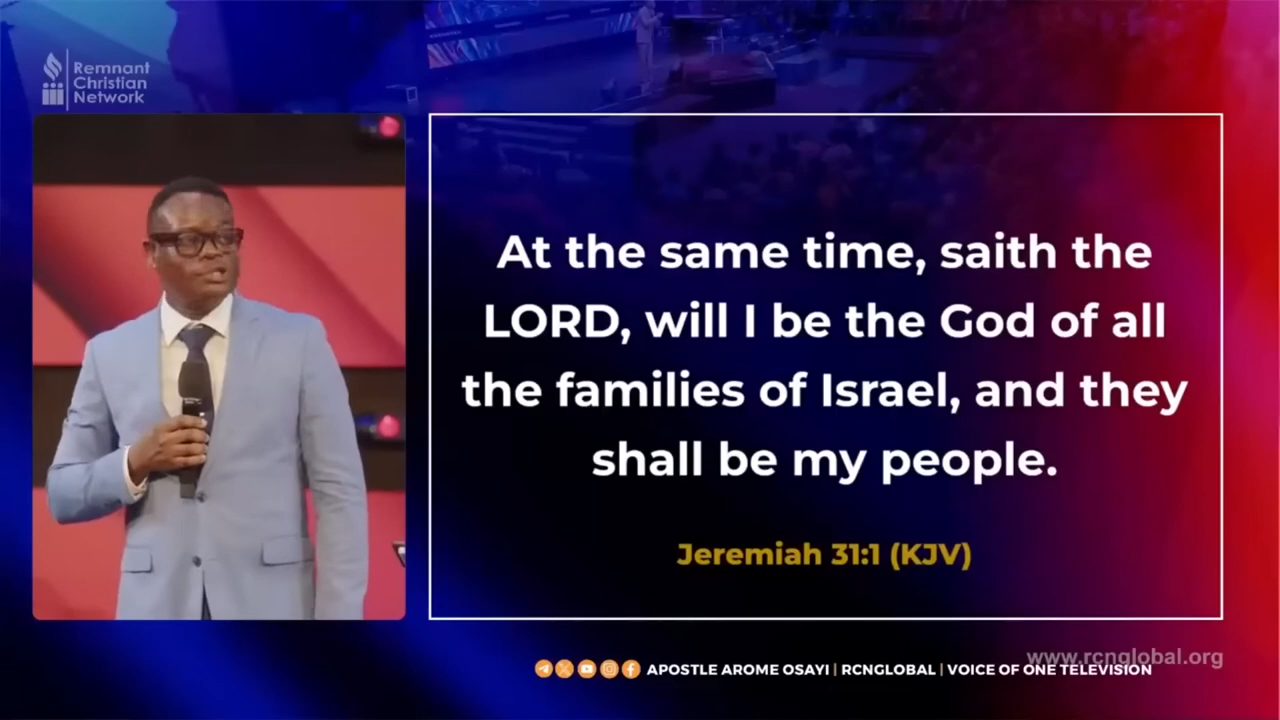 Remnant
Christian
Network
At the same time, saith the
LORD, will I be the God of all
the families of Israel, and they
shall be my people.
Jeremiah 31:1 (KJV)
www.rcnglobal.org
APOSTLE AROME OSAYI | RCNGLOBAL | VOICE OF ONE TELEVISION